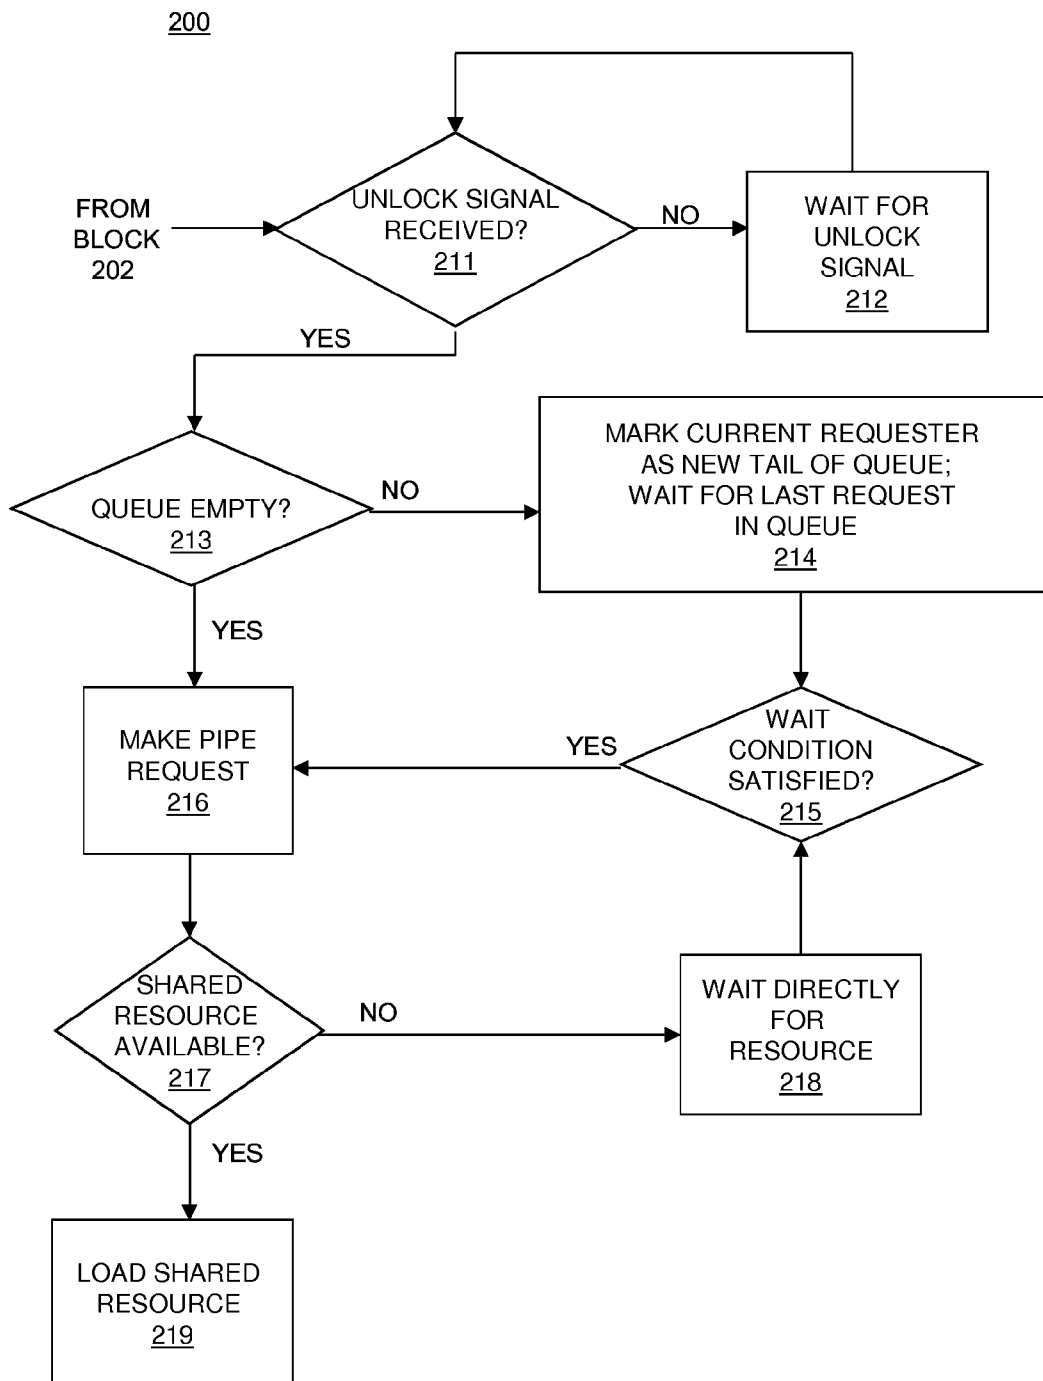 200
UNLOCK SIGNAL
RECEIVED?
211
FROM
BLOCK
202
NO
WAIT FOR
UNLOCK
SIGNAL
212
YES
QUEUE EMPTY?
213
NO
MARK CURRENT REQUESTER
AS NEW TAIL OF QUEUE;
WAIT FOR LAST REQUEST
IN QUEUE
214
YES
MAKE PIPE
REQUEST
216
YES
WAIT
CONDITION
SATISFIED?
215
SHARED
RESOURCE
AVAILABLE?
217
NO
WAIT DIRECTLY
FOR
RESOURCE
218
YES
LOAD SHARED
RESOURCE
219